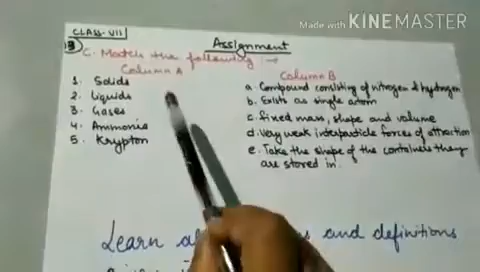 Made with KINEMASTER
CLASS-VII
Assignment
13 C. Match the following :→
Column A
Column B
1. Solids
2. Liquids
3. Gases
4. Ammonia
5. Krypton
a. Compound consisting of nitrogen & hydrogen
b. Exists as single atom
c. fixed mass, shape and volume
d. Very weak interparticle forces of attraction
e. Take the shape of the containers they
are stored in.
Learn and definitions